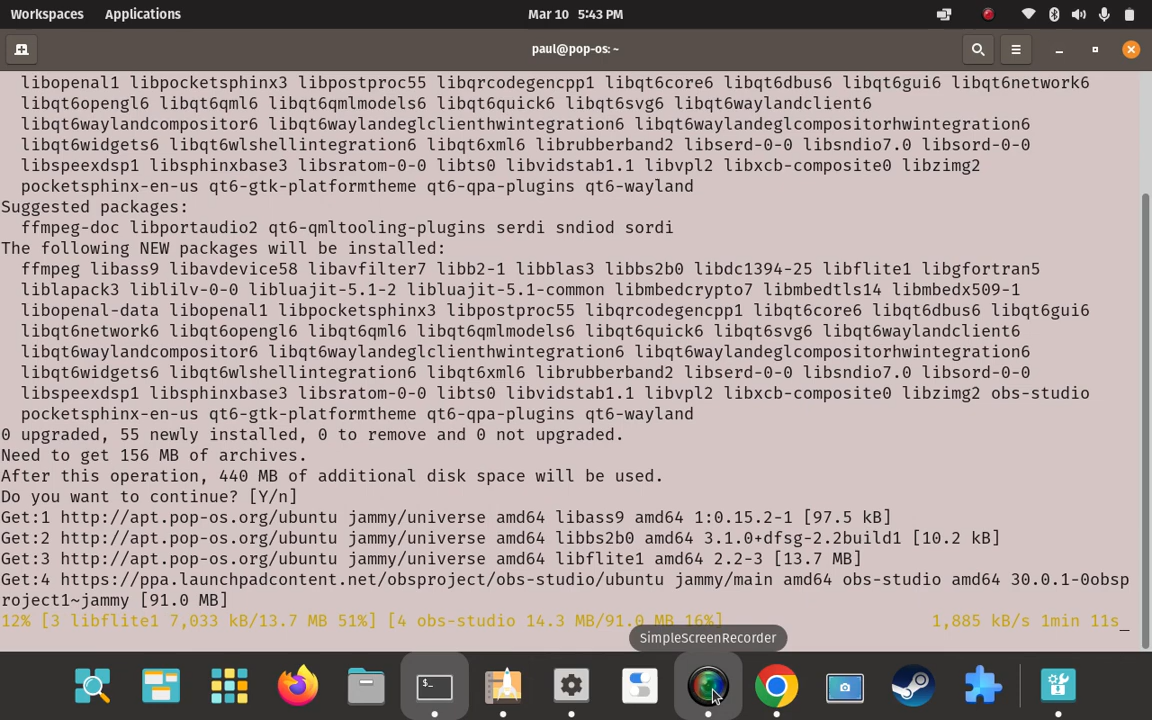 Workspaces Applications Mar 10 5:43 PM
paul@pop-os: ~
libopenal1 libpocketsphinx3 libpostproc55 libqrcodegencpp1 libqt6core6 libqt6dbus6 libqt6gui6 libqt6network6
libqt6opengl6 libqt6qml6 libqt6qmlmodels6 libqt6quick6 libqt6svg6 libqt6waylandclient6
libqt6waylandcompositor6 libqt6waylandeglclienthwintegration6 libqt6waylandeglcompositorhwintegration6
libqt6widgets6 libqt6wlshellintegration6 libqt6xml6 librubberband2 libserd-0-0 libsndio7.0 libsord-0-0
libspeexdsp1 libsphinxbase3 libsratom-0-0 libts0 libvidstab1.1 libvpl2 libxcb-composite0 libzimg2
pocketsphinx-en-us qt6-gtk-platformtheme qt6-qpa-plugins qt6-wayland
Suggested packages:
ffmpeg-doc libportaudio2 qt6-qmltooling-plugins serdi sndiod sordi
The following NEW packages will be installed:
ffmpeg libass9 libavdevice58 libavfilter7 libb2-1 libblas3 libbs2b0 libdc1394-25 libflite1 libgfortran5
liblapack3 liblilv-0-0 libluajit-5.1-2 libluajit-5.1-common libmbedcrypto7 libmbedtls14 libmbedx509-1
libopenal-data libopenal1 libpocketsphinx3 libpostproc55 libqrcodegencpp1 libqt6core6 libqt6dbus6 libqt6gui6
libqt6network6 libqt6opengl6 libqt6qml6 libqt6qmlmodels6 libqt6quick6 libqt6svg6 libqt6waylandclient6
libqt6waylandcompositor6 libqt6waylandeglclienthwintegration6 libqt6waylandeglcompositorhwintegration6
libqt6widgets6 libqt6wlshellintegration6 libqt6xml6 librubberband2 libserd-0-0 libsndio7.0 libsord-0-0
libspeexdsp1 libsphinxbase3 libsratom-0-0 libts0 libvidstab1.1 libvpl2 libxcb-composite0 libzimg2 obs-studio
pocketsphinx-en-us qt6-gtk-platformtheme qt6-qpa-plugins qt6-wayland
0 upgraded, 55 newly installed, 0 to remove and 0 not upgraded.
Need to get 156 MB of archives.
After this operation, 440 MB of additional disk space will be used.
Do you want to continue? [Y/n]
Get:1 http://apt.pop-os.org/ubuntu jammy/universe amd64 libass9 amd64 1:0.15.2-1 [97.5 kB]
Get:2 http://apt.pop-os.org/ubuntu jammy/universe amd64 libbs2b0 amd64 3.1.0+dfsg-2.2build1 [10.2 kB]
Get:3 http://apt.pop-os.org/ubuntu jammy/universe amd64 libflite1 amd64 2.2-3 [13.7 MB]
Get:4 https://ppa.launchpadcontent.net/obsproject/obs-studio/ubuntu jammy/main amd64 obs-studio amd64 30.0.1-0obsp
roject1~jammy [91.0 MB]
12% [3 libflite1 7,033 kB/13.7 MB 51%] [4 obs-studio 14.3 MB/91.0 MB 16%] 1,885 kB/s 1min 11s_
SimpleScreenRecorder
$_